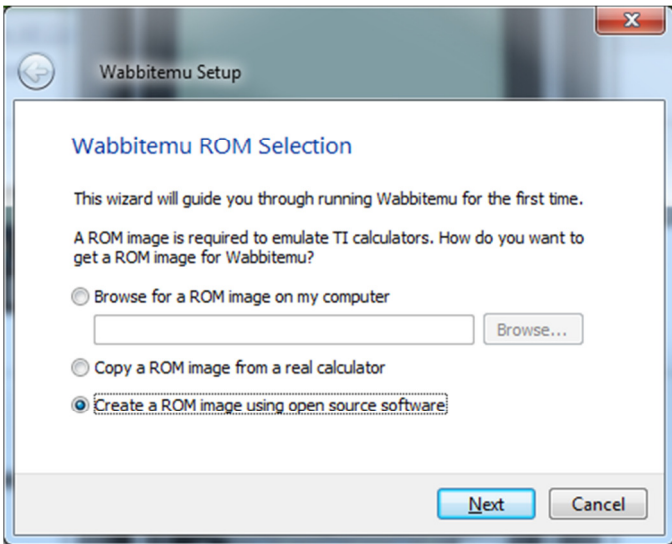 Wabbitemu Setup
Wabbitemu ROM Selection
This wizard will guide you through running Wabbitemu for the first time.
A ROM image is required to emulate TI calculators. How do you want to
get a ROM image for Wabbitemu?
Browse for a ROM image on my computer
Browse...
Copy a ROM image from a real calculator
Create a ROM image using open source software
Next Cancel